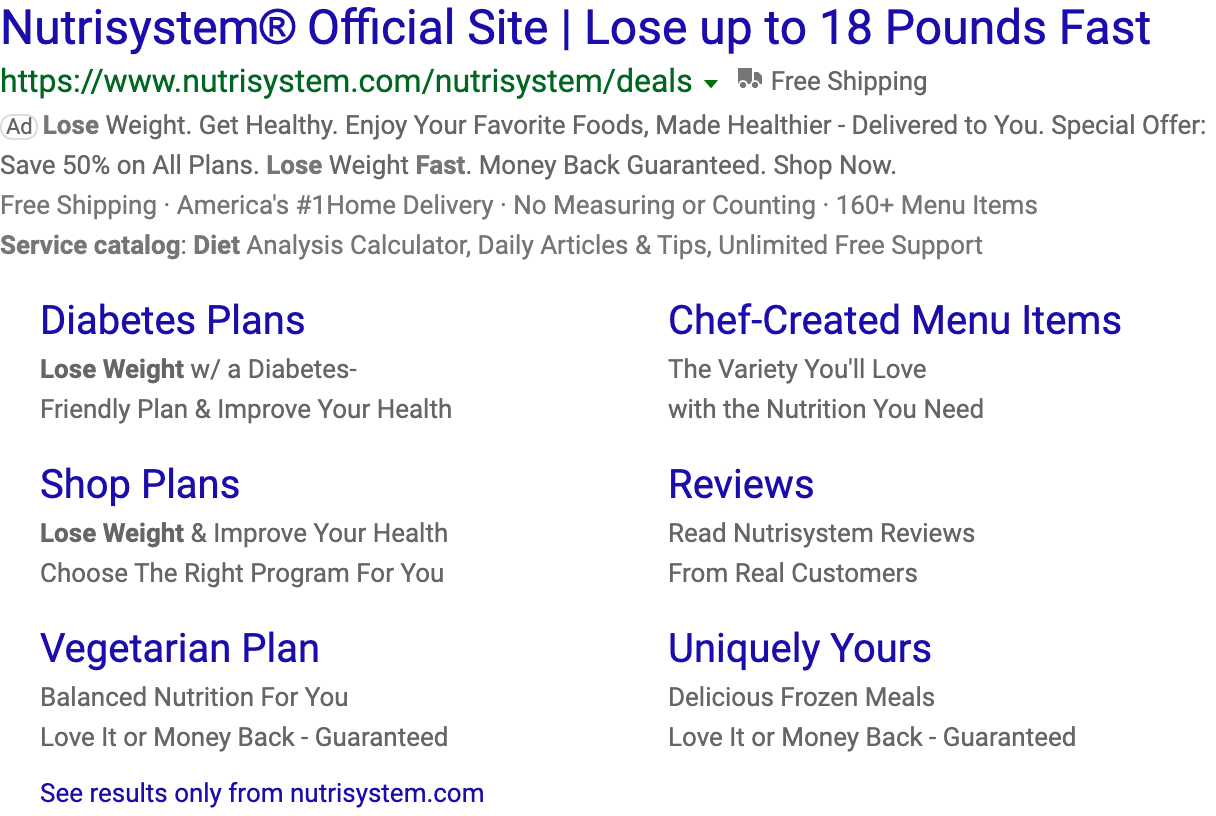 Nutrisystem® Official Site | Lose up to 18 Pounds Fast
https://www.nutrisystem.com/nutrisystem/deals Free Shipping
Ad Lose Weight. Get Healthy. Enjoy Your Favorite Foods, Made Healthier - Delivered to You. Special Offer:
Save 50% on All Plans. Lose Weight Fast. Money Back Guaranteed. Shop Now.
Free Shipping · America's #1Home Delivery · No Measuring or Counting · 160+ Menu Items
Service catalog: Diet Analysis Calculator, Daily Articles & Tips, Unlimited Free Support
Diabetes Plans
Lose Weight w/ a Diabetes-
Friendly Plan & Improve Your Health
Chef-Created Menu Items
The Variety You'll Love
with the Nutrition You Need
Shop Plans
Lose Weight & Improve Your Health
Choose The Right Program For You
Reviews
Read Nutrisystem Reviews
From Real Customers
Vegetarian Plan
Balanced Nutrition For You
Love It or Money Back - Guaranteed
Uniquely Yours
Delicious Frozen Meals
Love It or Money Back - Guaranteed
See results only from nutrisystem.com